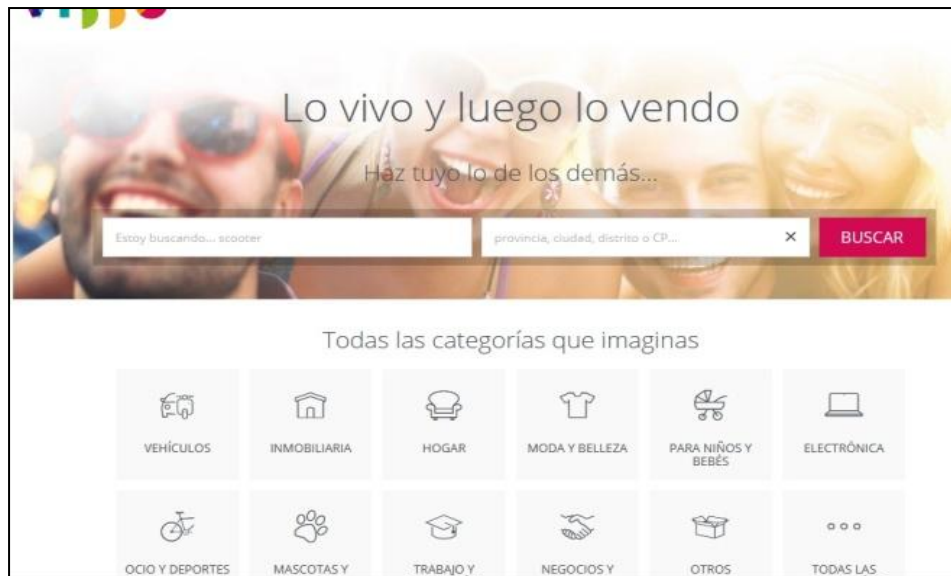 Lo vivo y luego lo vendo
Haz tuyo lo de los demás...
Estoy buscando... scooter
provincia, ciudad, distrito o CP...
BUSCAR
Todas las categorías que imaginas
VEHÍCULOS
INMOBILIARIA
HOGAR
MODA Y BELLEZA
PARA NIÑOS Y
BEBÉS
ELECTRÓNICA
OCIO Y DEPORTES
MASCOTAS Y
TRABAJO Y
NEGOCIOS Y
OTROS
TODAS LAS